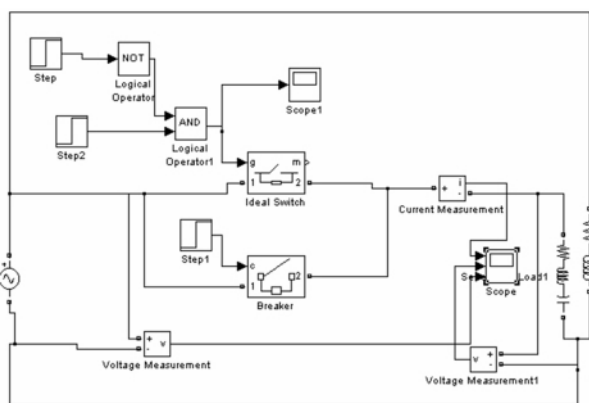 Step
NOT
Logical
Operator
Step2
AND
Logical
Operator1
Scope1
g
m
1
2
Ideal Switch
Step1
c
1
2
Breaker
+
i
-
Current Measurement
Scope
Load1
+
+
-
v
Voltage Measurement
v
+
-
Voltage Measurement1